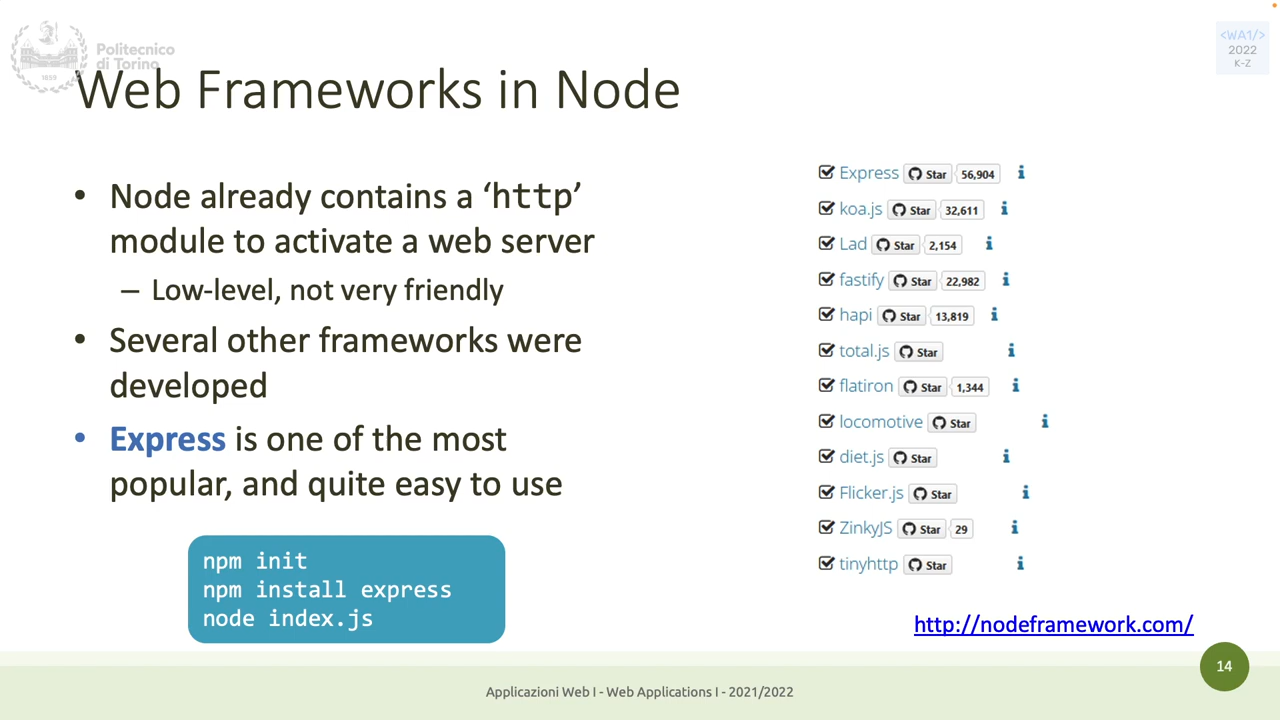 Politecnico
di Torino
1859
<WA1/>
2022
K-Z
Web Frameworks in Node
• Node already contains a ‘http’
module to activate a web server
– Low-level, not very friendly
• Several other frameworks were
developed
• Express is one of the most
popular, and quite easy to use
npm init
npm install express
node index.js
Express Star 56,904
koa.js Star 32,611
Lad Star 2,154
fastify Star 22,982
hapi Star 13,819
total.js Star
flatiron Star 1,344
locomotive Star
diet.js Star
Flicker.js Star
ZinkyJS Star 29
tinyhttp Star
http://nodeframework.com/
14
Applicazioni Web I - Web Applications I - 2021/2022